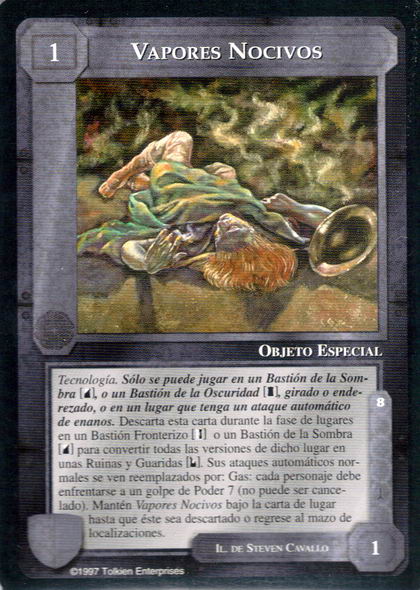 1
VAPORES NOCIVOS
OBJETO ESPECIAL
Tecnología. Sólo se puede jugar en un Bastión de la Som-
bra [], o un Bastión de la Oscuridad [], girado o ende-
rezado, o en un lugar que tenga un ataque automático
de enanos. Descarta esta carta durante la fase de lugares
en un Bastión Fronterizo [] o un Bastión de la Sombra
[] para convertir todas las versiones de dicho lugar en
unas Ruinas y Guaridas []. Sus ataques automáticos nor-
males se ven reemplazados por: Gas: cada personaje debe
enfrentarse a un golpe de Poder 7 (no puede ser cance-
lado). Mantén Vapores Nocivos bajo la carta de lugar
hasta que éste sea descartado o regrese al mazo de
localizaciones.
8
IL. DE STEVEN CAVALLO
1
©1997 Tolkien Enterprises